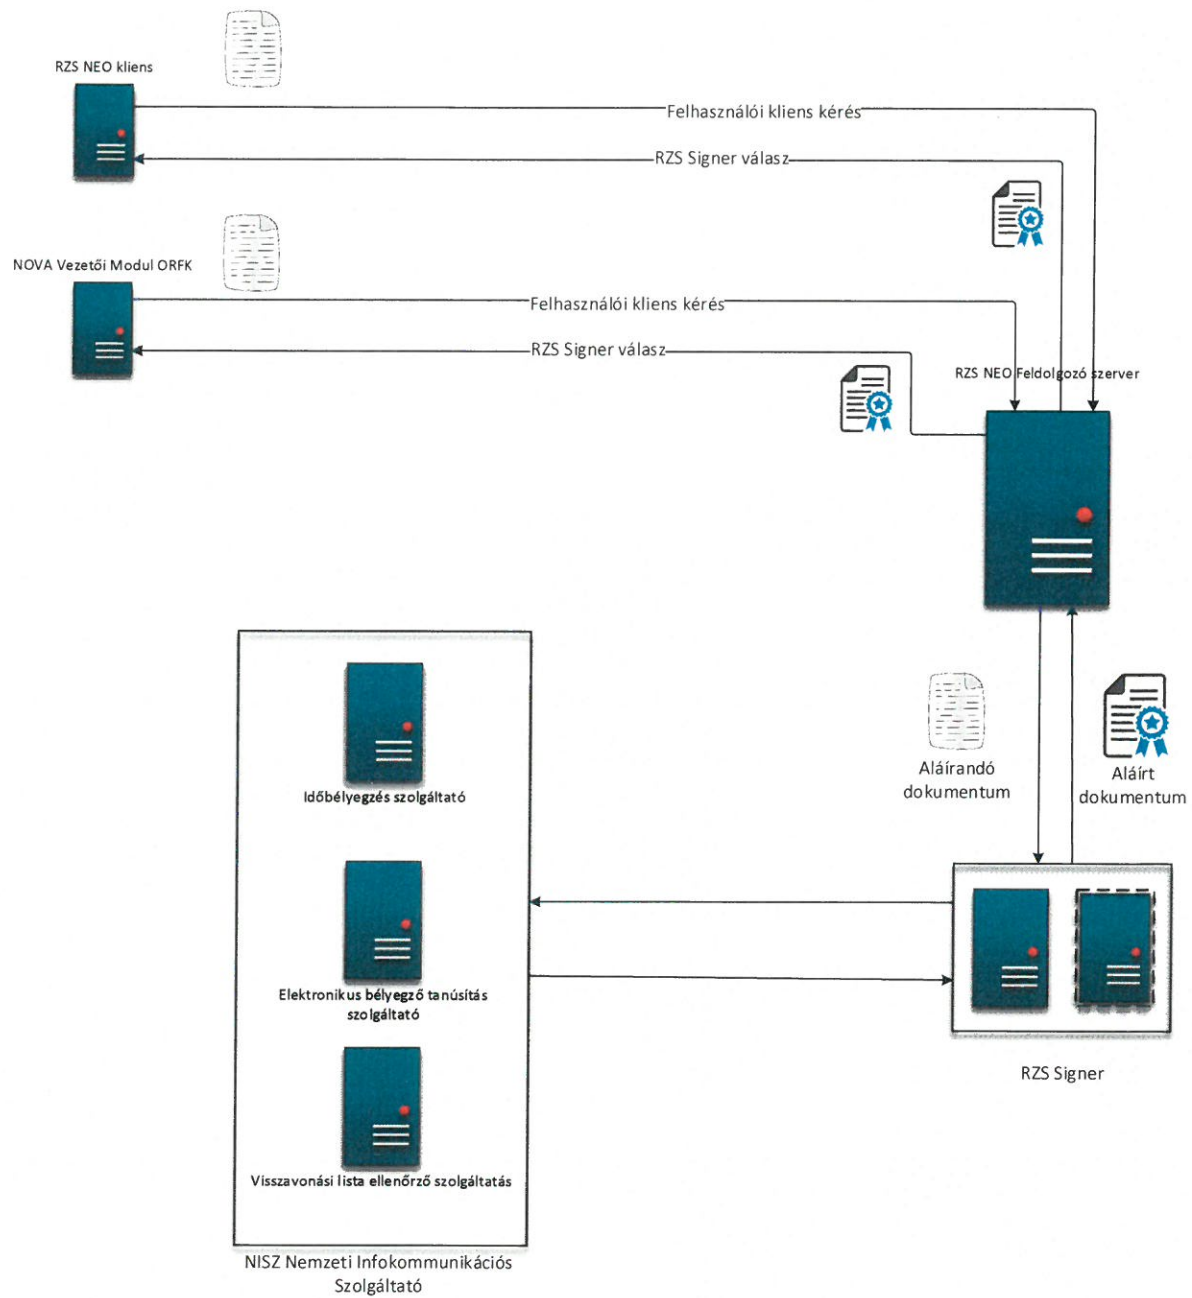 RZS NEO kliens
Felhasználói kliens kérés
RZS Signer válasz
NOVA Vezetői Modul ORFK
Felhasználói kliens kérés
RZS Signer válasz
RZS NEO Feldolgozó szerver
Aláírandó
dokumentum
Aláírt
dokumentum
Időbélyegzés szolgáltató
Elektronikus bélyegző tanúsítás
szolgáltató
Visszavonási lista ellenőrző szolgáltatás
RZS Signer
NISZ Nemzeti Infokommunikációs
Szolgáltató